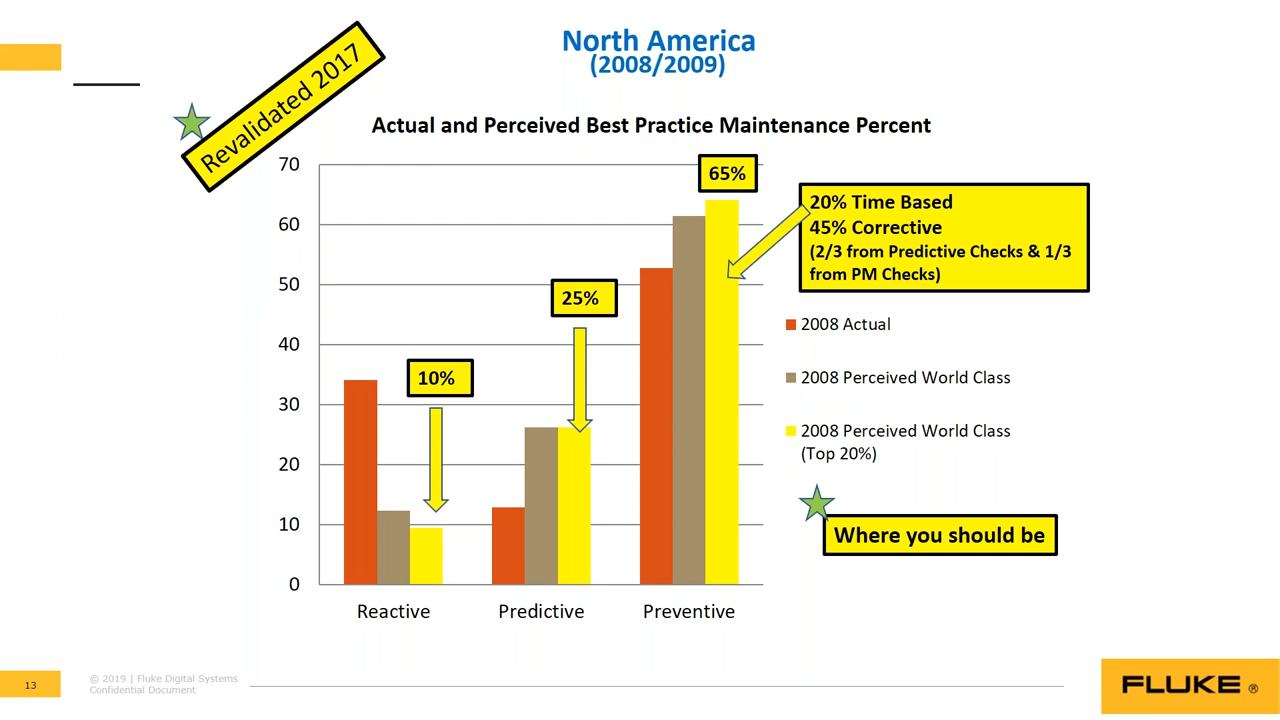 North America
(2008/2009)
Revalidated 2017
Actual and Perceived Best Practice Maintenance Percent
70
60
50
40
30
20
10
0
65%
25%
10%
20% Time Based
45% Corrective
(2/3 from Predictive Checks & 1/3
from PM Checks)
2008 Actual
2008 Perceived World Class
2008 Perceived World Class
(Top 20%)
Where you should be
Reactive
Predictive
Preventive
13
© 2019 | Fluke Digital Systems
Confidential Document
FLUKE ®